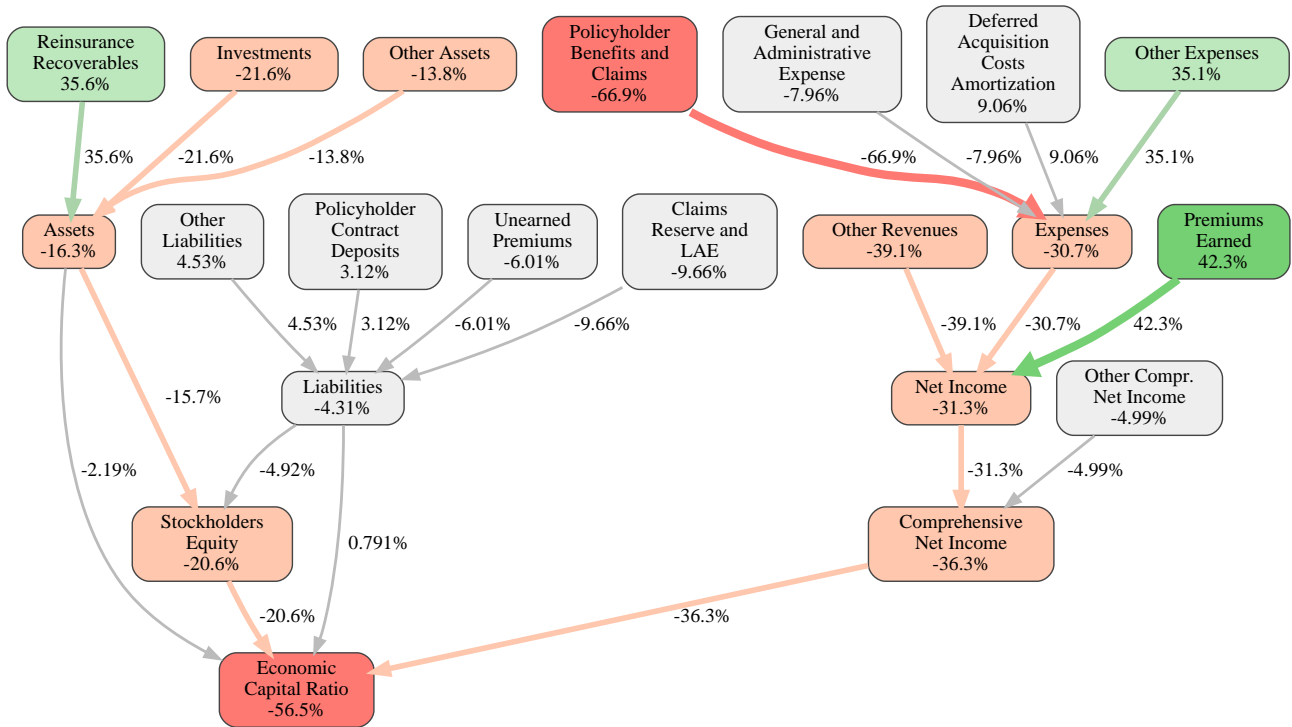 Reinsurance
Recoverables
35.6%
Investments
-21.6%
Other Assets
-13.8%
Policyholder
Benefits and
Claims
-66.9%
General and
Administrative
Expense
-7.96%
Deferred
Acquisition
Costs
Amortization
9.06%
Other Expenses
35.1%
35.6%
-21.6%
-13.8%
-66.9%
-7.96%
9.06%
35.1%
Assets
-16.3%
Other
Liabilities
4.53%
Policyholder
Contract
Deposits
3.12%
Unearned
Premiums
-6.01%
Claims
Reserve and
LAE
-9.66%
Other Revenues
-39.1%
Expenses
-30.7%
Premiums
Earned
42.3%
4.53%
3.12%
-6.01%
-9.66%
-39.1%
-30.7%
42.3%
Liabilities
-4.31%
Net Income
-31.3%
Other Compr.
Net Income
-4.99%
-15.7%
-2.19%
-4.92%
-31.3%
-4.99%
Stockholders
Equity
-20.6%
0.791%
Comprehensive
Net Income
-36.3%
-20.6%
-36.3%
Economic
Capital Ratio
-56.5%